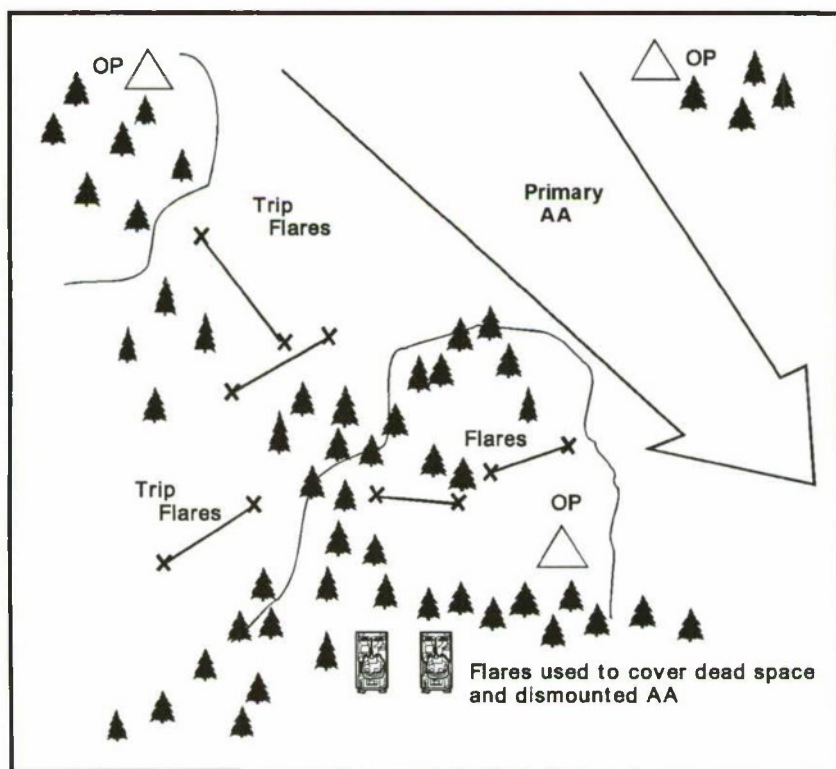 OP
OP
Primary
AA
Trip
Flares
Flares
Trip
Flares
OP
Flares used to cover dead space
and dismounted AA